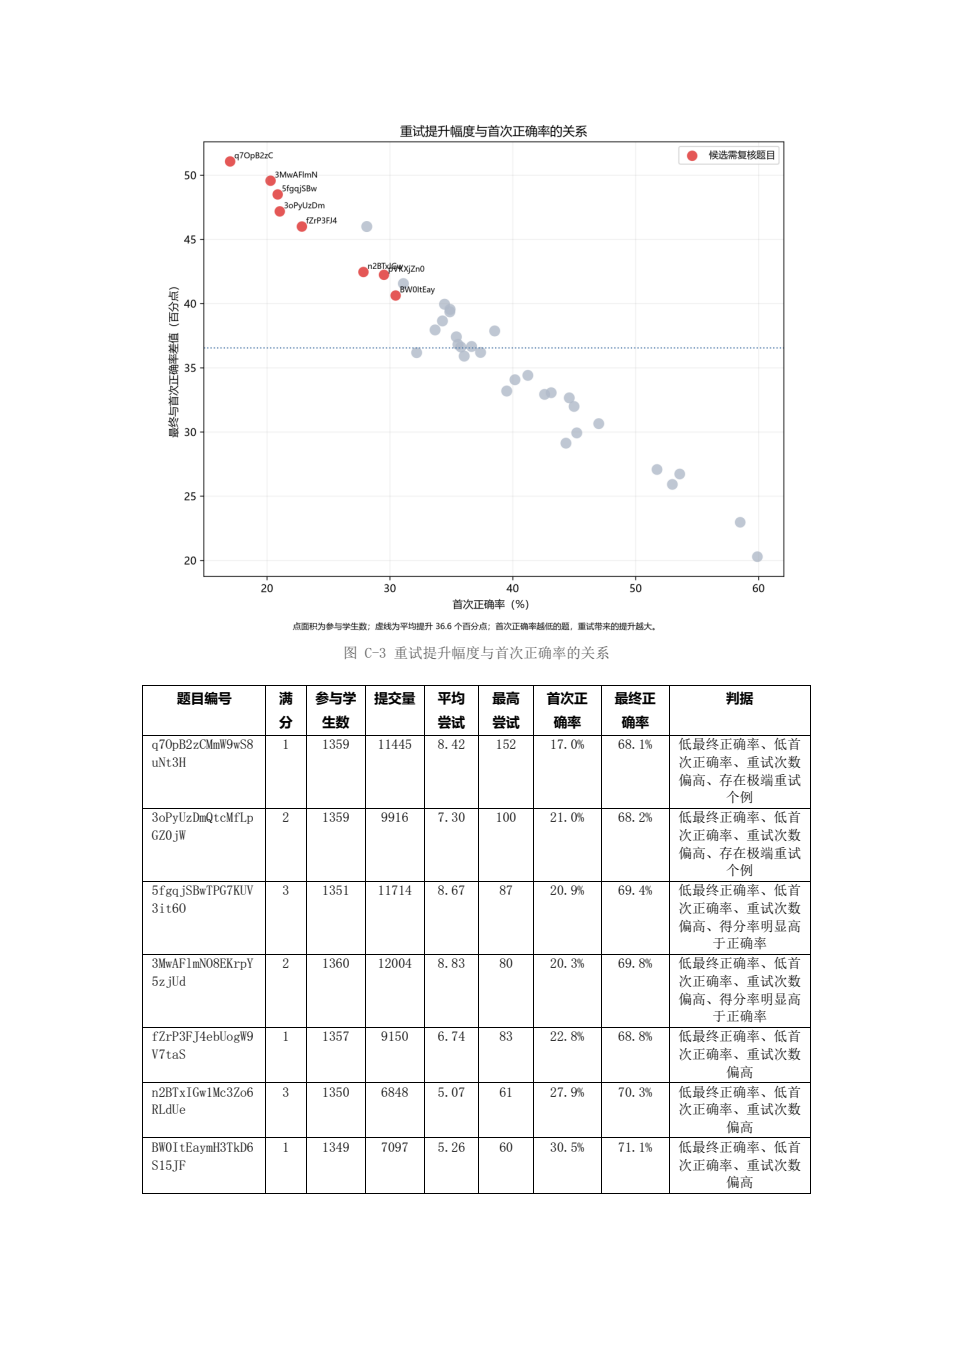 重试提升幅度与首次正确率的关系
候选需复核题目
q7OpB2zC
3MwAFlmN
5fgqjSBw
3oPyUzDm
fZrP3FJ4
n2BTxIGw
BW0ItEay
50
45
40
35
30
25
20
最终与首次正确率差值（百分点）
20 30 40 50 60
首次正确率（%）
点面积为参与学生数；虚线为平均提升 36.6 个百分点；首次正确率越低的题，重试带来的提升越大。
图 C-3 重试提升幅度与首次正确率的关系
题目编号 满 参与学 提交量 平均 最高 首次正 最终正 判据
分 生数 尝试 尝试 确率 确率
q7OpB2zCMmW9wS8 1 1359 11445 8.42 152 17.0% 68.1% 低最终正确率、低首
uNt3H 次正确率、重试次数
偏高、存在极端重试
个例
3oPyUzDmQtcMfLp 2 1359 9916 7.30 100 21.0% 68.2% 低最终正确率、低首
GZ0jW 次正确率、重试次数
偏高、存在极端重试
个例
5fgqjSBwTPG7KUV 3 1351 11714 8.67 87 20.9% 69.4% 低最终正确率、低首
3it6O 次正确率、重试次数
偏高、得分率明显高
于正确率
3MwAFlmNO8EKrpY 2 1360 12004 8.83 80 20.3% 69.8% 低最终正确率、低首
5zjUd 次正确率、重试次数
偏高、得分率明显高
于正确率
fZrP3FJ4ebUogW9 1 1357 9150 6.74 83 22.8% 68.8% 低最终正确率、低首
V7taS 次正确率、重试次数
偏高
n2BTxIGw1Mc3Zo6 3 1350 6848 5.07 61 27.9% 70.3% 低最终正确率、低首
RLdUe 次正确率、重试次数
偏高
BW0ItEaymH3TkD6 1 1349 7097 5.26 60 30.5% 71.1% 低最终正确率、低首
S15JF 次正确率、重试次数
偏高